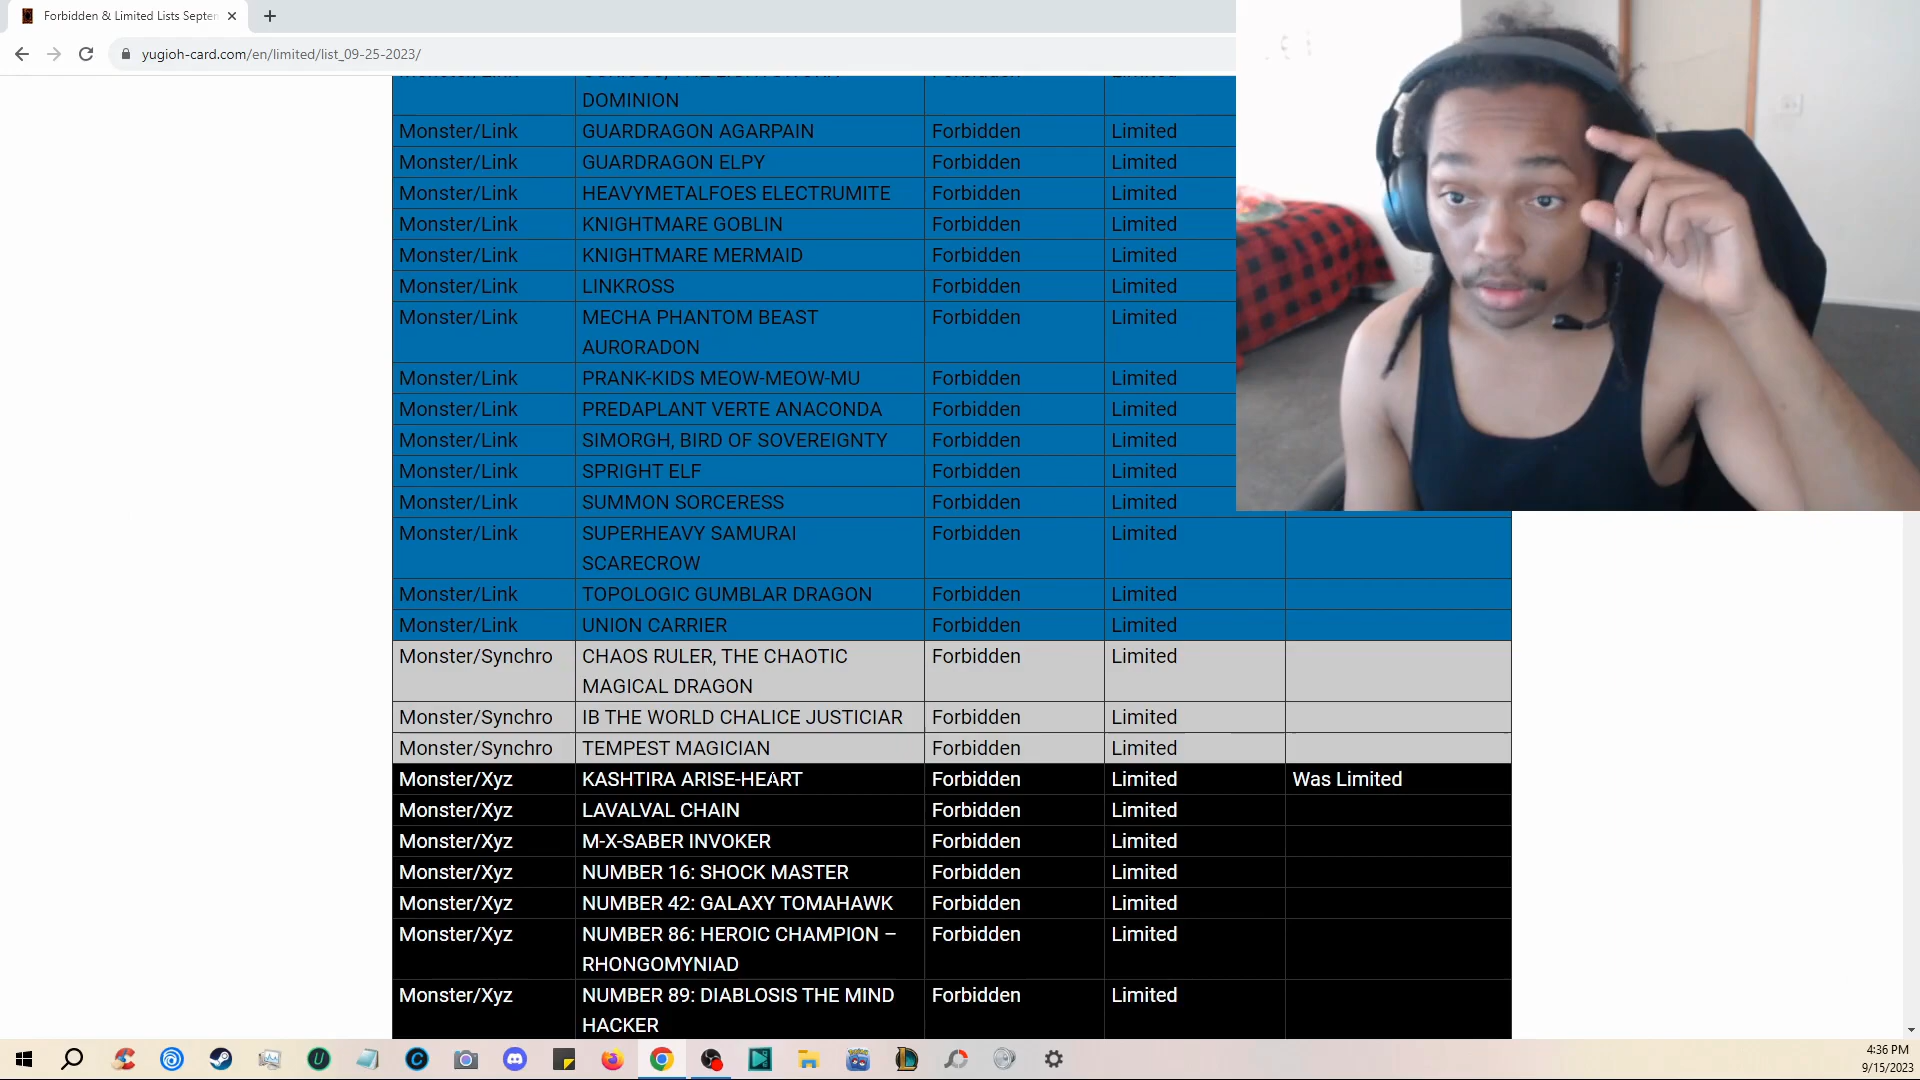 Forbidden & Limited Lists Septen
yugioh-card.com/en/limited/list_09-25-2023/
DOMINION
Monster/Link GUARDRAGON AGARPAIN Forbidden Limited
Monster/Link GUARDRAGON ELPY Forbidden Limited
Monster/Link HEAVYMETALFOES ELECTRUMITE Forbidden Limited
Monster/Link KNIGHTMARE GOBLIN Forbidden Limited
Monster/Link KNIGHTMARE MERMAID Forbidden Limited
Monster/Link LINKROSS Forbidden Limited
Monster/Link MECHA PHANTOM BEAST Forbidden Limited
AURORADON
Monster/Link PRANK-KIDS MEOW-MEOW-MU Forbidden Limited
Monster/Link PREDAPLANT VERTE ANACONDA Forbidden Limited
Monster/Link SIMORGH, BIRD OF SOVEREIGNTY Forbidden Limited
Monster/Link SPRIGHT ELF Forbidden Limited
Monster/Link SUMMON SORCERESS Forbidden Limited
Monster/Link SUPERHEAVY SAMURAI Forbidden Limited
SCARECROW
Monster/Link TOPOLOGIC GUMBLAR DRAGON Forbidden Limited
Monster/Link UNION CARRIER Forbidden Limited
Monster/Synchro CHAOS RULER, THE CHAOTIC Forbidden Limited
MAGICAL DRAGON
Monster/Synchro IB THE WORLD CHALICE JUSTICIAR Forbidden Limited
Monster/Synchro TEMPEST MAGICIAN Forbidden Limited
Monster/Xyz KASHTIRA ARISE-HEART Forbidden Limited Was Limited
Monster/Xyz LAVALVAL CHAIN Forbidden Limited
Monster/Xyz M-X-SABER INVOKER Forbidden Limited
Monster/Xyz NUMBER 16: SHOCK MASTER Forbidden Limited
Monster/Xyz NUMBER 42: GALAXY TOMAHAWK Forbidden Limited
Monster/Xyz NUMBER 86: HEROIC CHAMPION – Forbidden Limited
RHONGOMYNIAD
Monster/Xyz NUMBER 89: DIABLOSIS THE MIND Forbidden Limited
HACKER
4:36 PM
9/15/2023